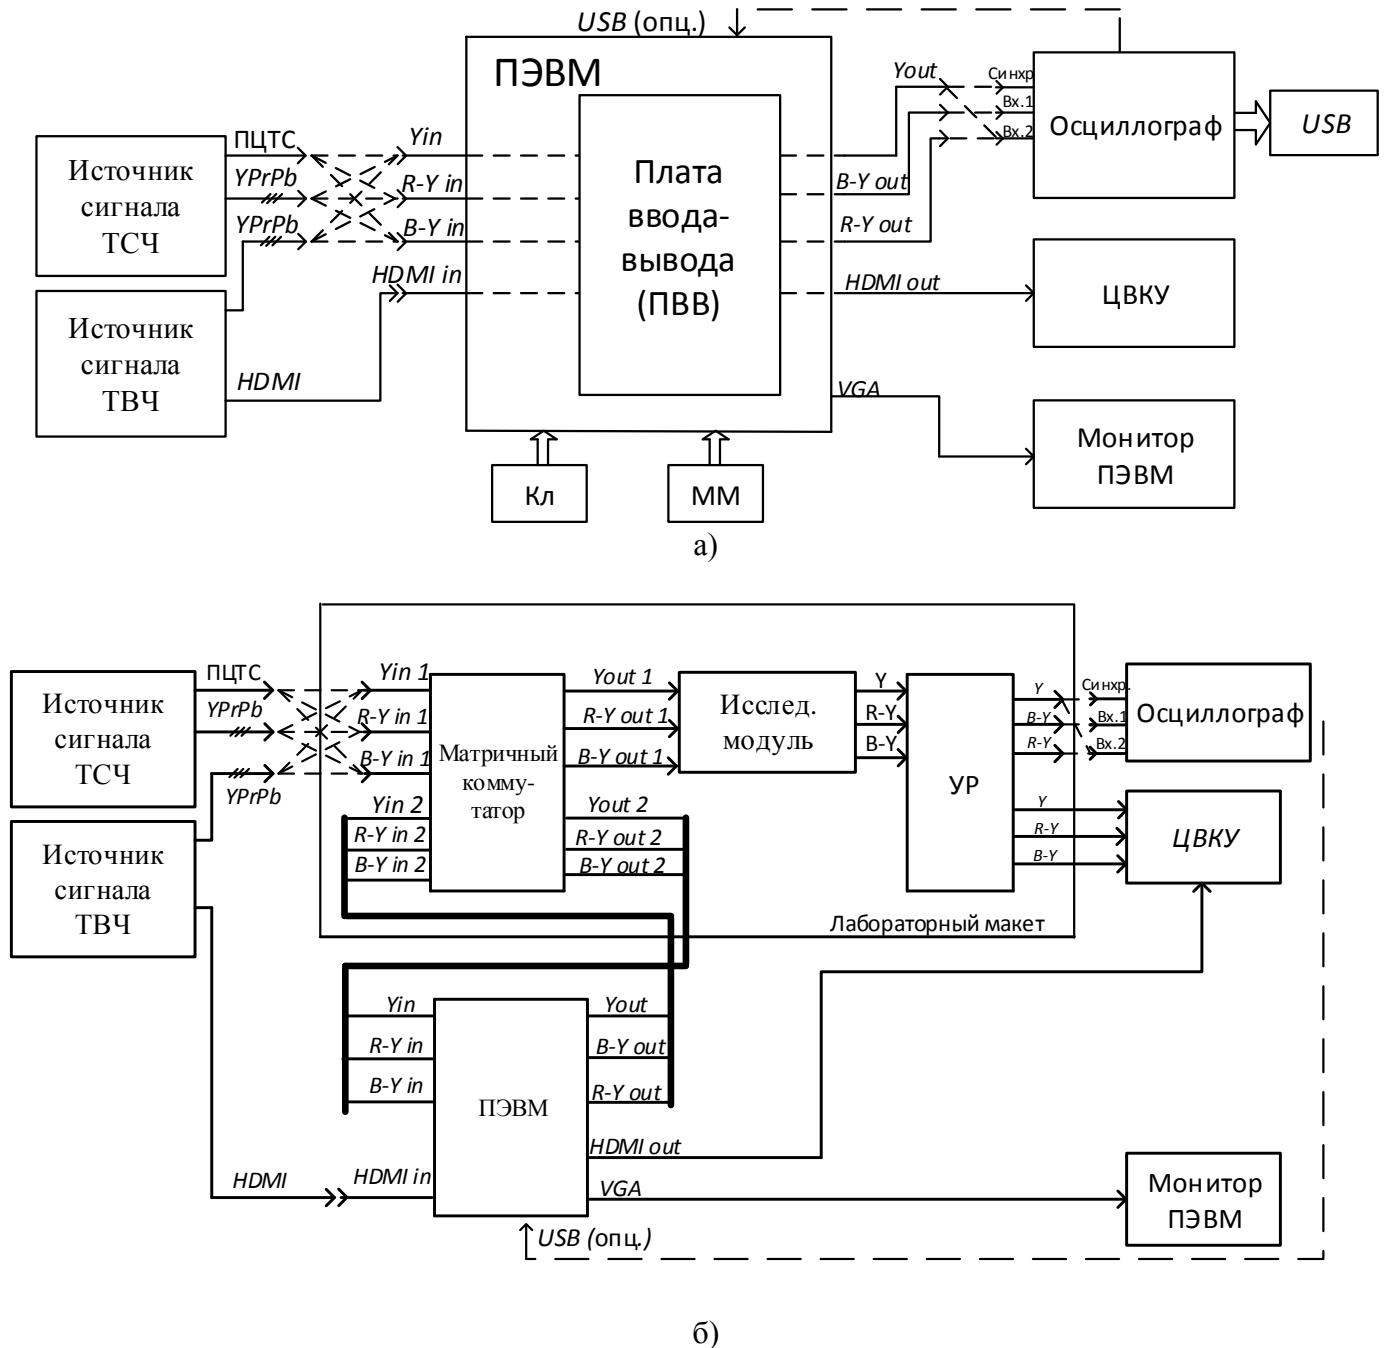 USB (опц.)
ПЭВМ
Плата
ввода-
вывода
(ПВВ)
Источник
сигнала
ТСЧ
Источник
сигнала
ТВЧ
ПЦТС
YPrPb
YPrPb
HDMI
Yin
R-Y in
B-Y in
HDMI in
Yout
B-Y out
R-Y out
HDMI out
VGA
Синхр
Вх.1
Вх.2
Осциллограф
USB
ЦВКУ
Монитор
ПЭВМ
Кл
ММ
а)
Источник
сигнала
ТСЧ
Источник
сигнала
ТВЧ
ПЦТС
YPrPb
YPrPb
Yin 1
R-Y in 1
B-Y in 1
Yin 2
R-Y in 2
B-Y in 2
Матричный
комму-
татор
Yout 1
R-Y out 1
B-Y out 1
Yout 2
R-Y out 2
B-Y out 2
Исслед.
модуль
Y
R-Y
B-Y
УР
Y
B-Y
R-Y
Y
R-Y
B-Y
Синхр.
Вх.1
Вх.2
Осциллограф
ЦВКУ
Лабораторный макет
Yin
R-Y in
B-Y in
HDMI
HDMI in
ПЭВМ
Yout
B-Y out
R-Y out
HDMI out
VGA
USB (опц.)
Монитор
ПЭВМ
б)